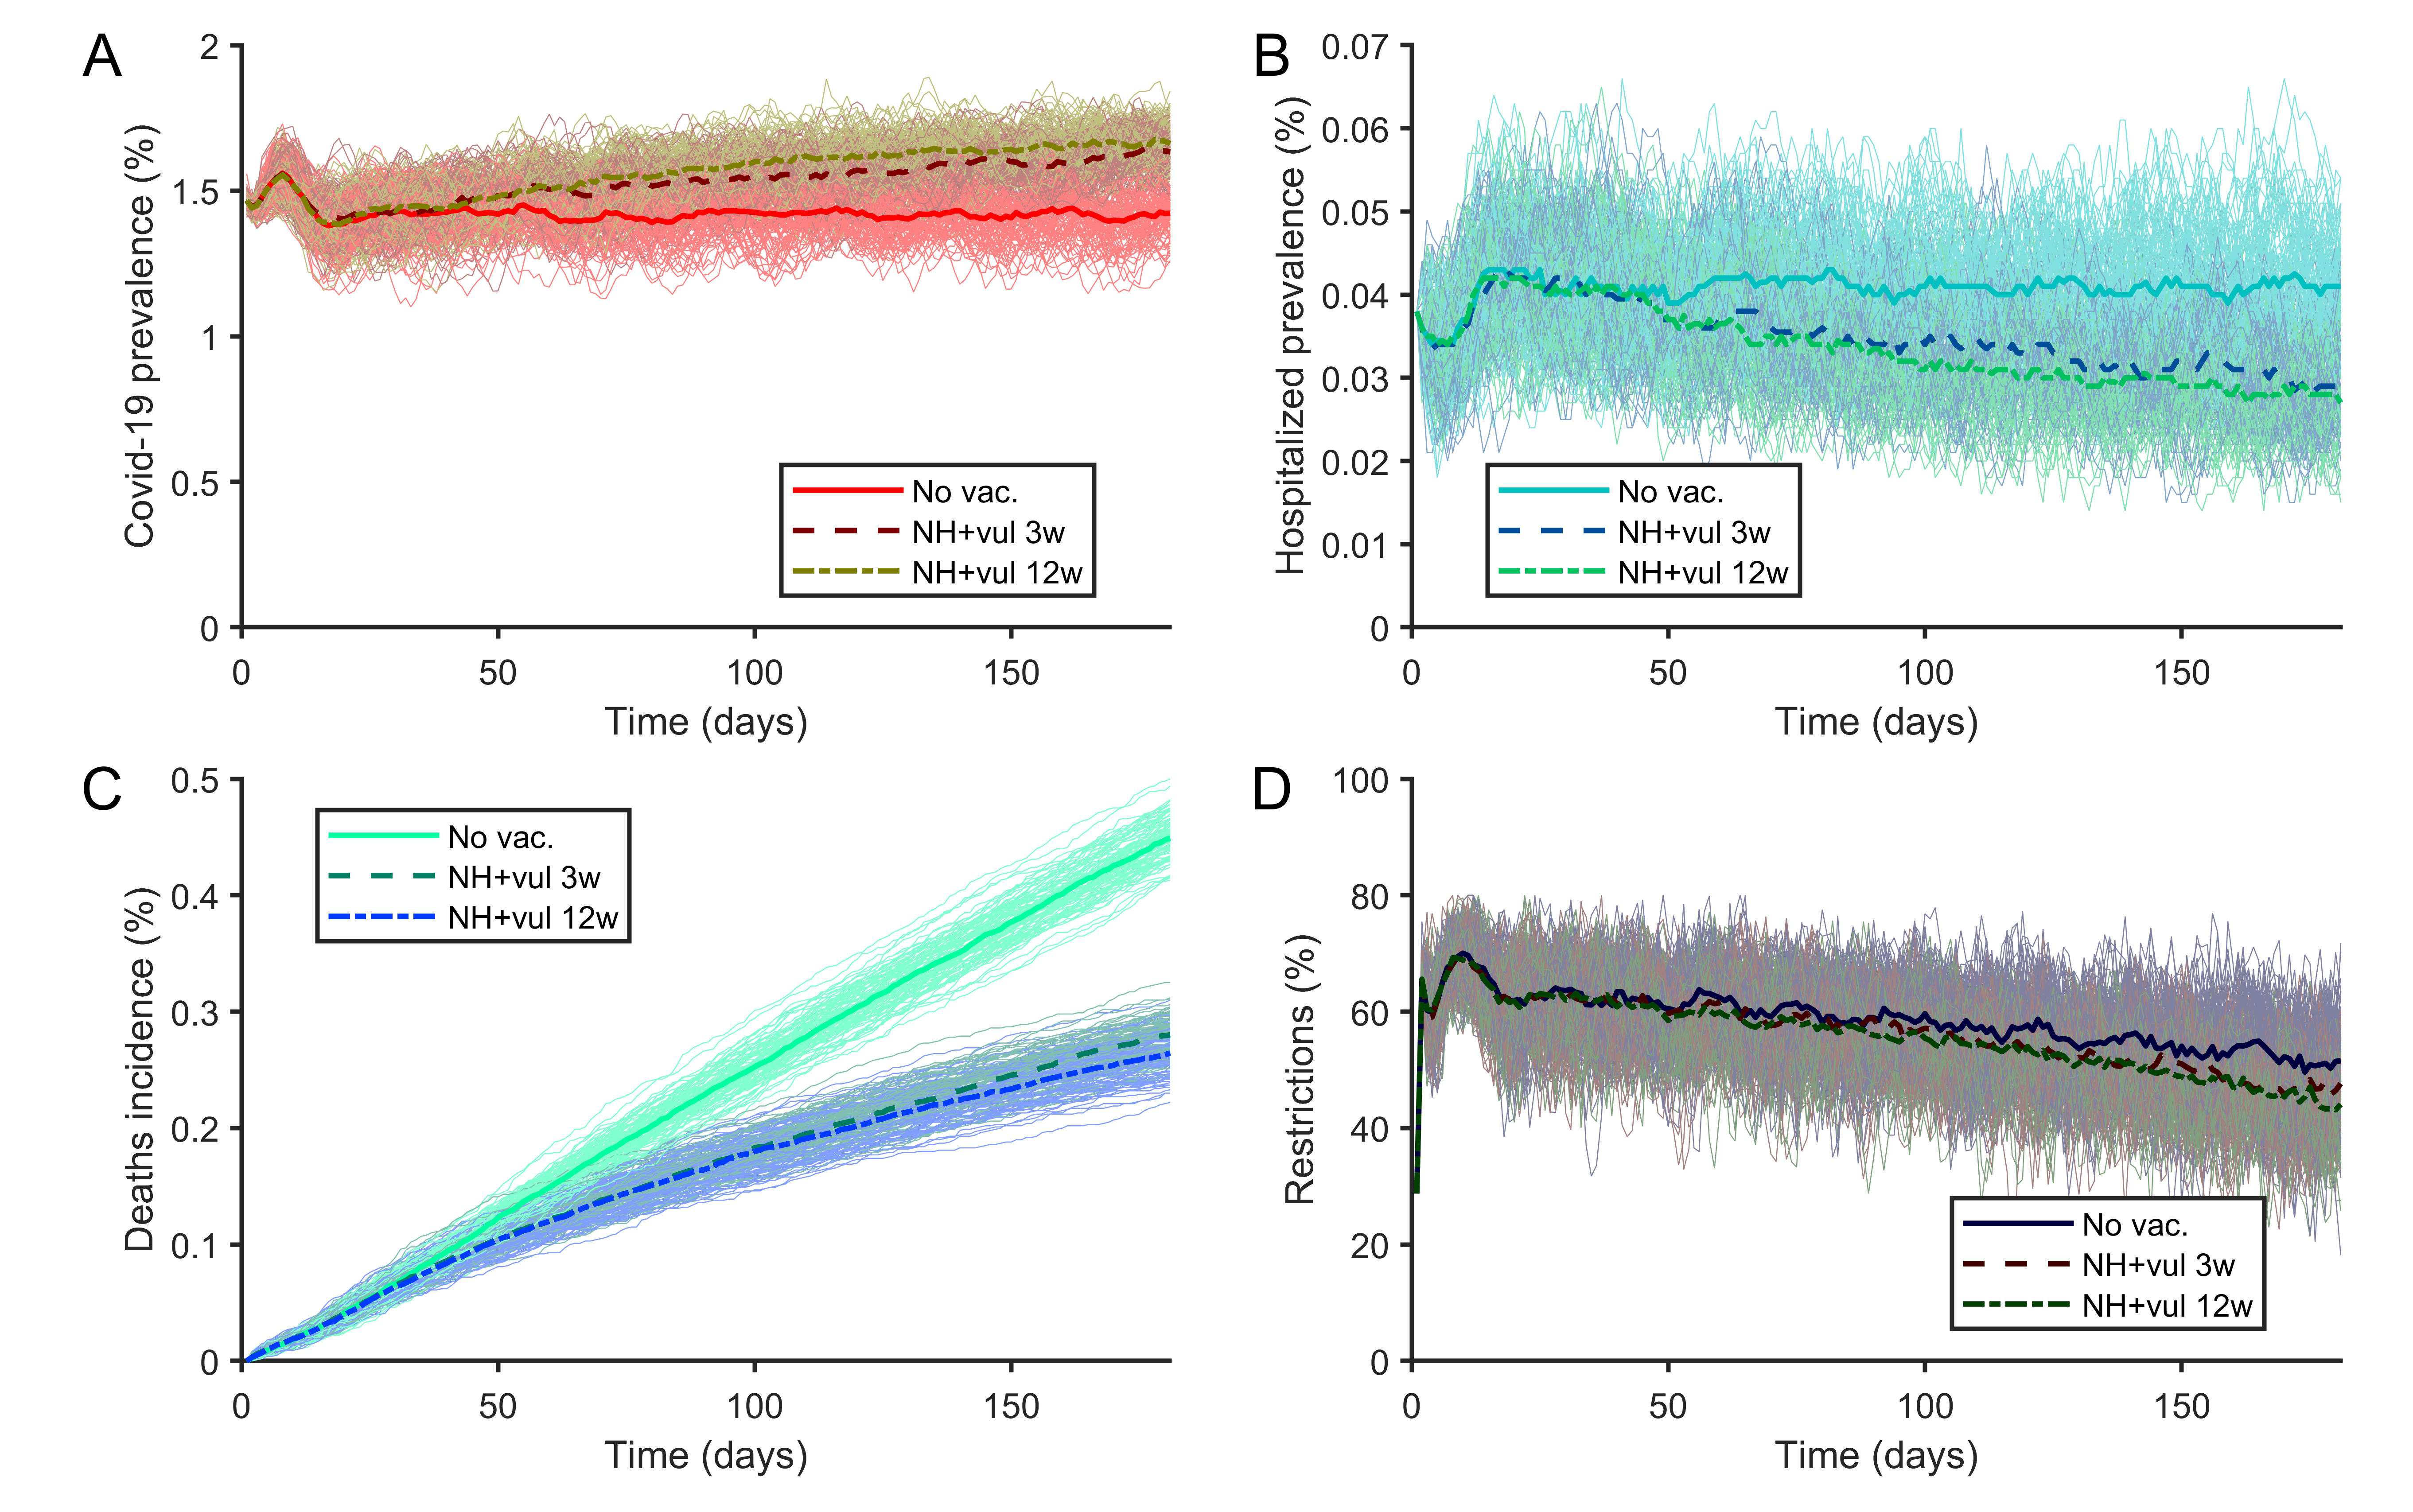 A
Covid-19 prevalence (%)
2
1.5
1
0.5
0
0
50
100
150
Time (days)
No vac.
NH+vul 3w
NH+vul 12w
B
Hospitalized prevalence (%)
0.07
0.06
0.05
0.04
0.03
0.02
0.01
0
0
50
100
150
Time (days)
No vac.
NH+vul 3w
NH+vul 12w
C
Deaths incidence (%)
0.5
0.4
0.3
0.2
0.1
0
0
50
100
150
Time (days)
No vac.
NH+vul 3w
NH+vul 12w
D
Restrictions (%)
100
80
60
40
20
0
0
50
100
150
Time (days)
No vac.
NH+vul 3w
NH+vul 12w